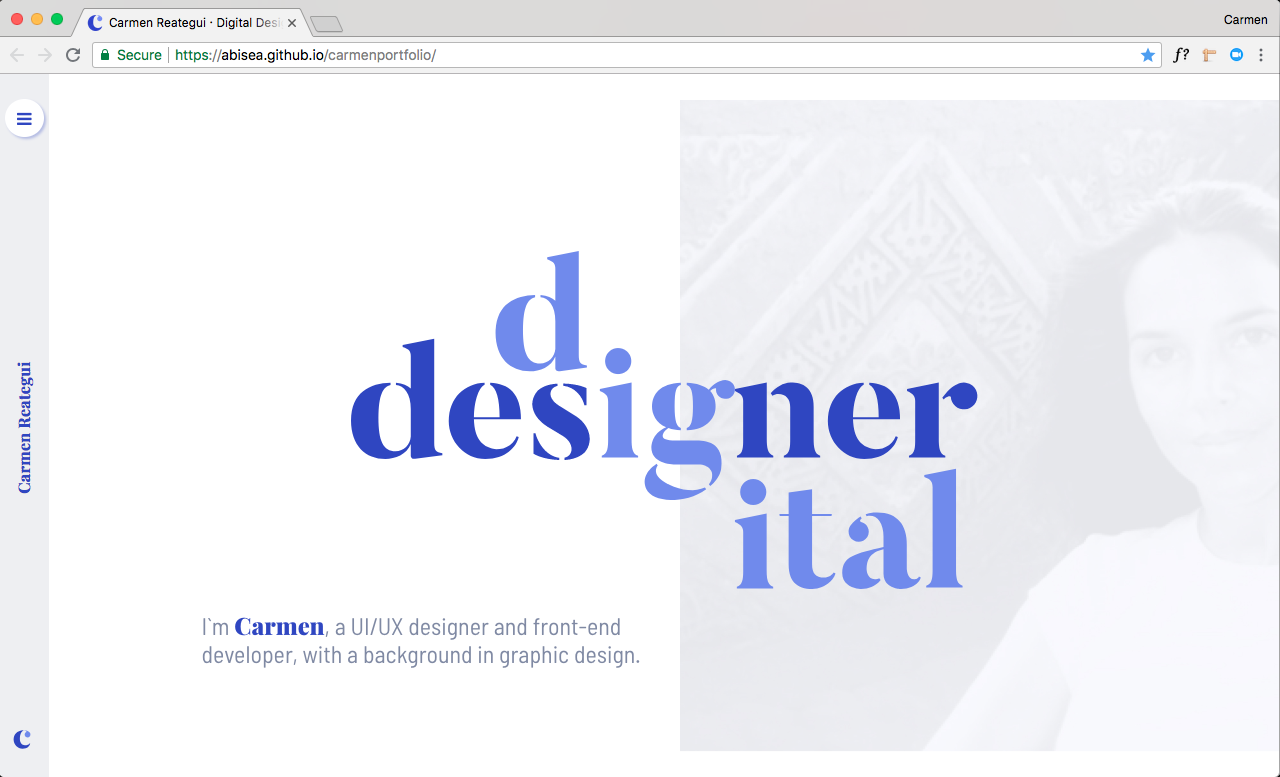 Carmen Reategui · Digital Desi
Carmen
Secure
https://abisea.github.io/carmenportfolio/
f?
Carmen Reategui
d
designer
ital
I`m Carmen, a UI/UX designer and front-end
developer, with a background in graphic design.